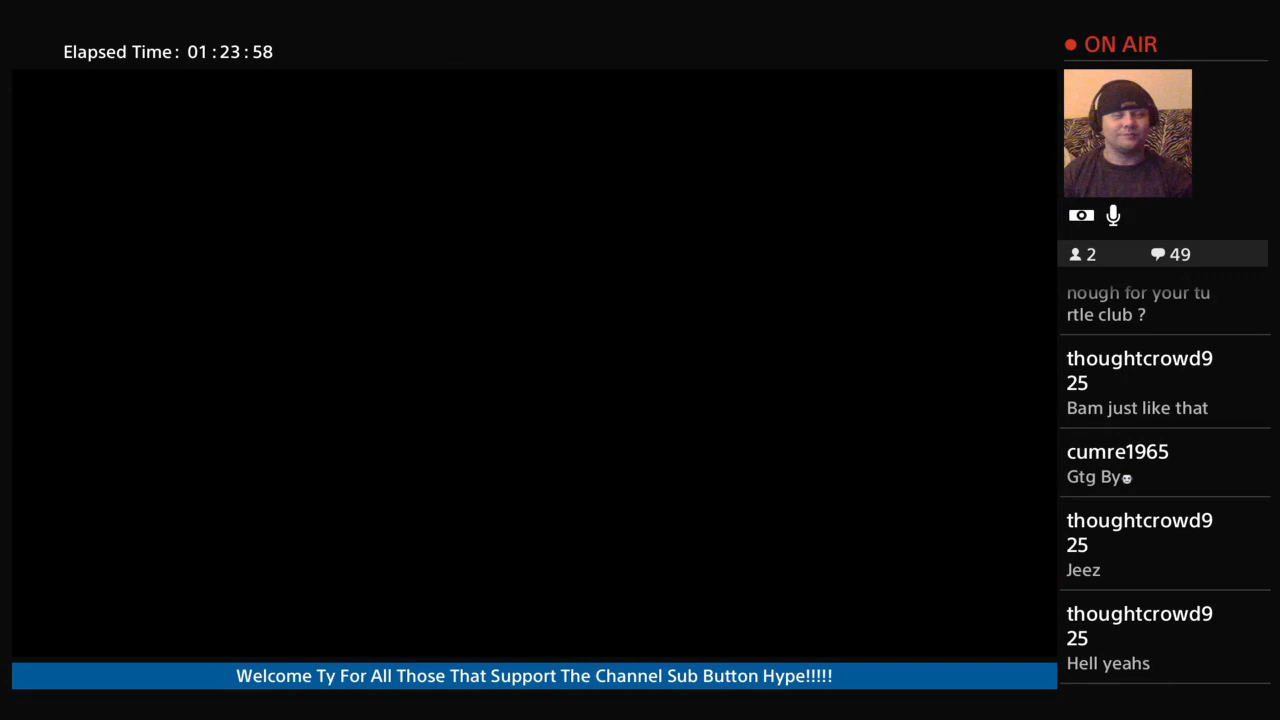 Elapsed Time: 01:23:58
ON AIR
2
49
nough for your tu
rtle club ?
thoughtcrowd9
25
Bam just like that
cumre1965
Gtg By
thoughtcrowd9
25
Jeez
thoughtcrowd9
25
Hell yeahs
Welcome Ty For All Those That Support The Channel Sub Button Hype!!!!!